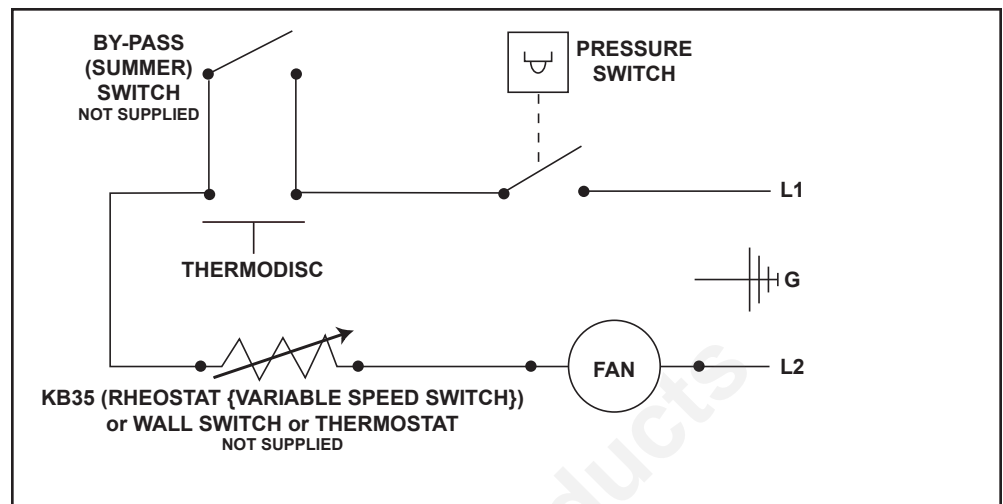 BY-PASS
(SUMMER)
SWITCH
NOT SUPPLIED
PRESSURE
SWITCH
L1
THERMODISC
G
FAN
L2
KB35 (RHEOSTAT {VARIABLE SPEED SWITCH})
or WALL SWITCH or THERMOSTAT
NOT SUPPLIED